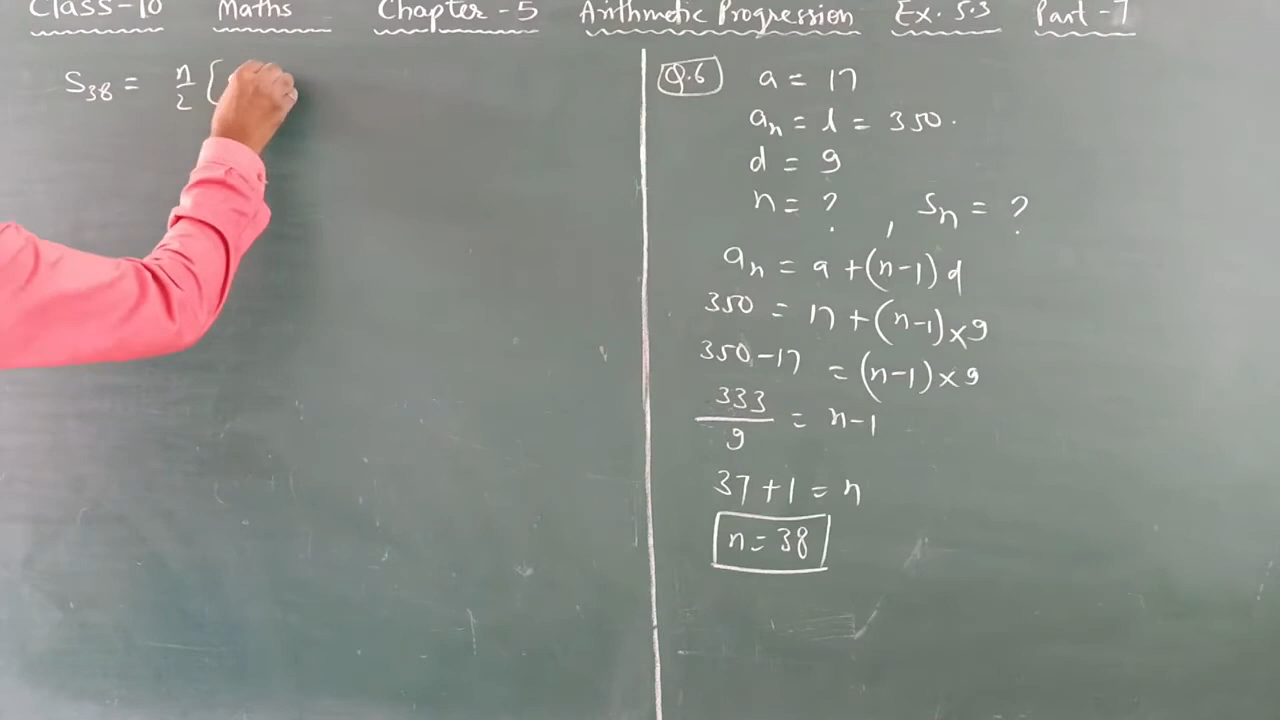 Class-10 Maths Chapter-5 Arithmetic Progression Ex. 5.3 Part-7
S₃₈ = n/2 [
Q.6 a = 17
aₙ = l = 350.
d = 9
n = ? , Sₙ = ?
aₙ = a + (n-1) d
350 = 17 + (n-1) × 9
350-17 = (n-1) × 9
333/9 = n-1
37 + 1 = n
n = 38